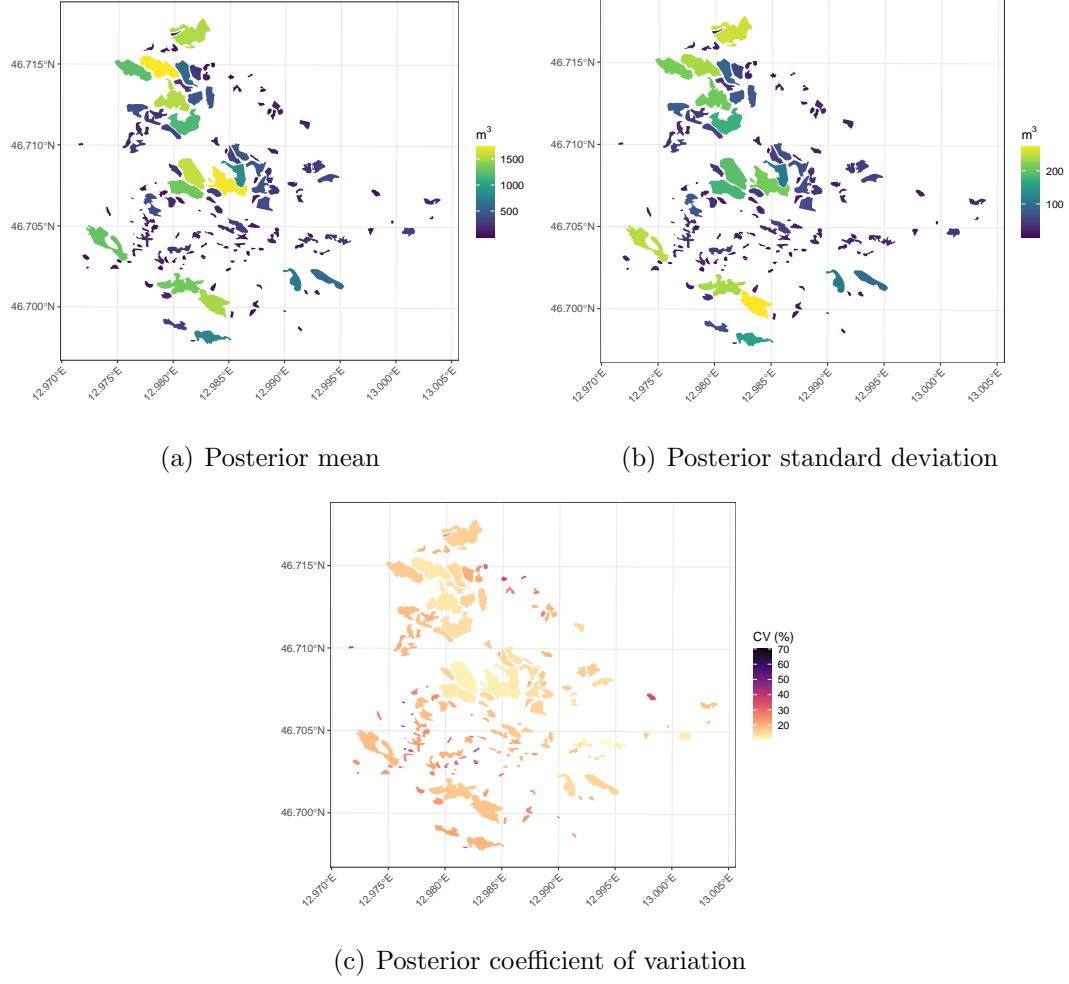 46.715°N
46.710°N
46.705°N
46.700°N
12.970°E
12.975°E
12.980°E
12.985°E
12.990°E
12.995°E
13.000°E
13.005°E
m³
1500
1000
500
(a) Posterior mean
46.715°N
46.710°N
46.705°N
46.700°N
12.970°E
12.975°E
12.980°E
12.985°E
12.990°E
12.995°E
13.000°E
13.005°E
m³
200
100
(b) Posterior standard deviation
46.715°N
46.710°N
46.705°N
46.700°N
12.970°E
12.975°E
12.980°E
12.985°E
12.990°E
12.995°E
13.000°E
13.005°E
CV (%)
70
60
50
40
30
20
(c) Posterior coefficient of variation